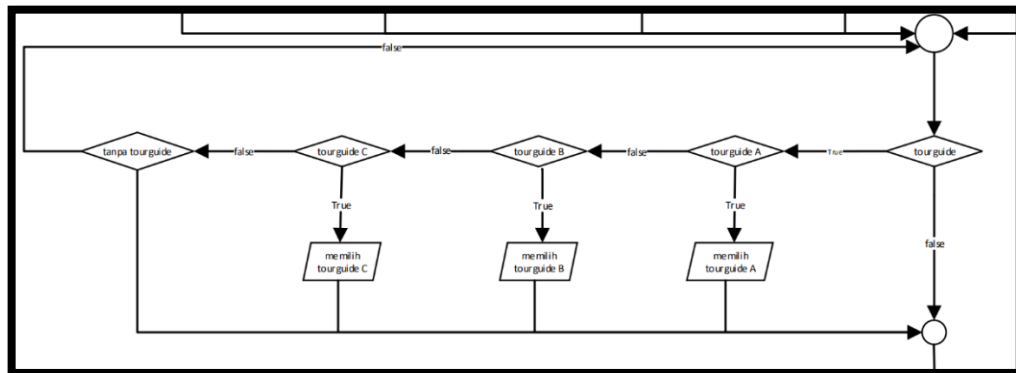 false
tanpa tourguide
false
tourguide C
false
tourguide B
false
tourguide A
True
tourguide
True
True
True
false
memilih
tourguide C
memilih
tourguide B
memilih
tourguide A